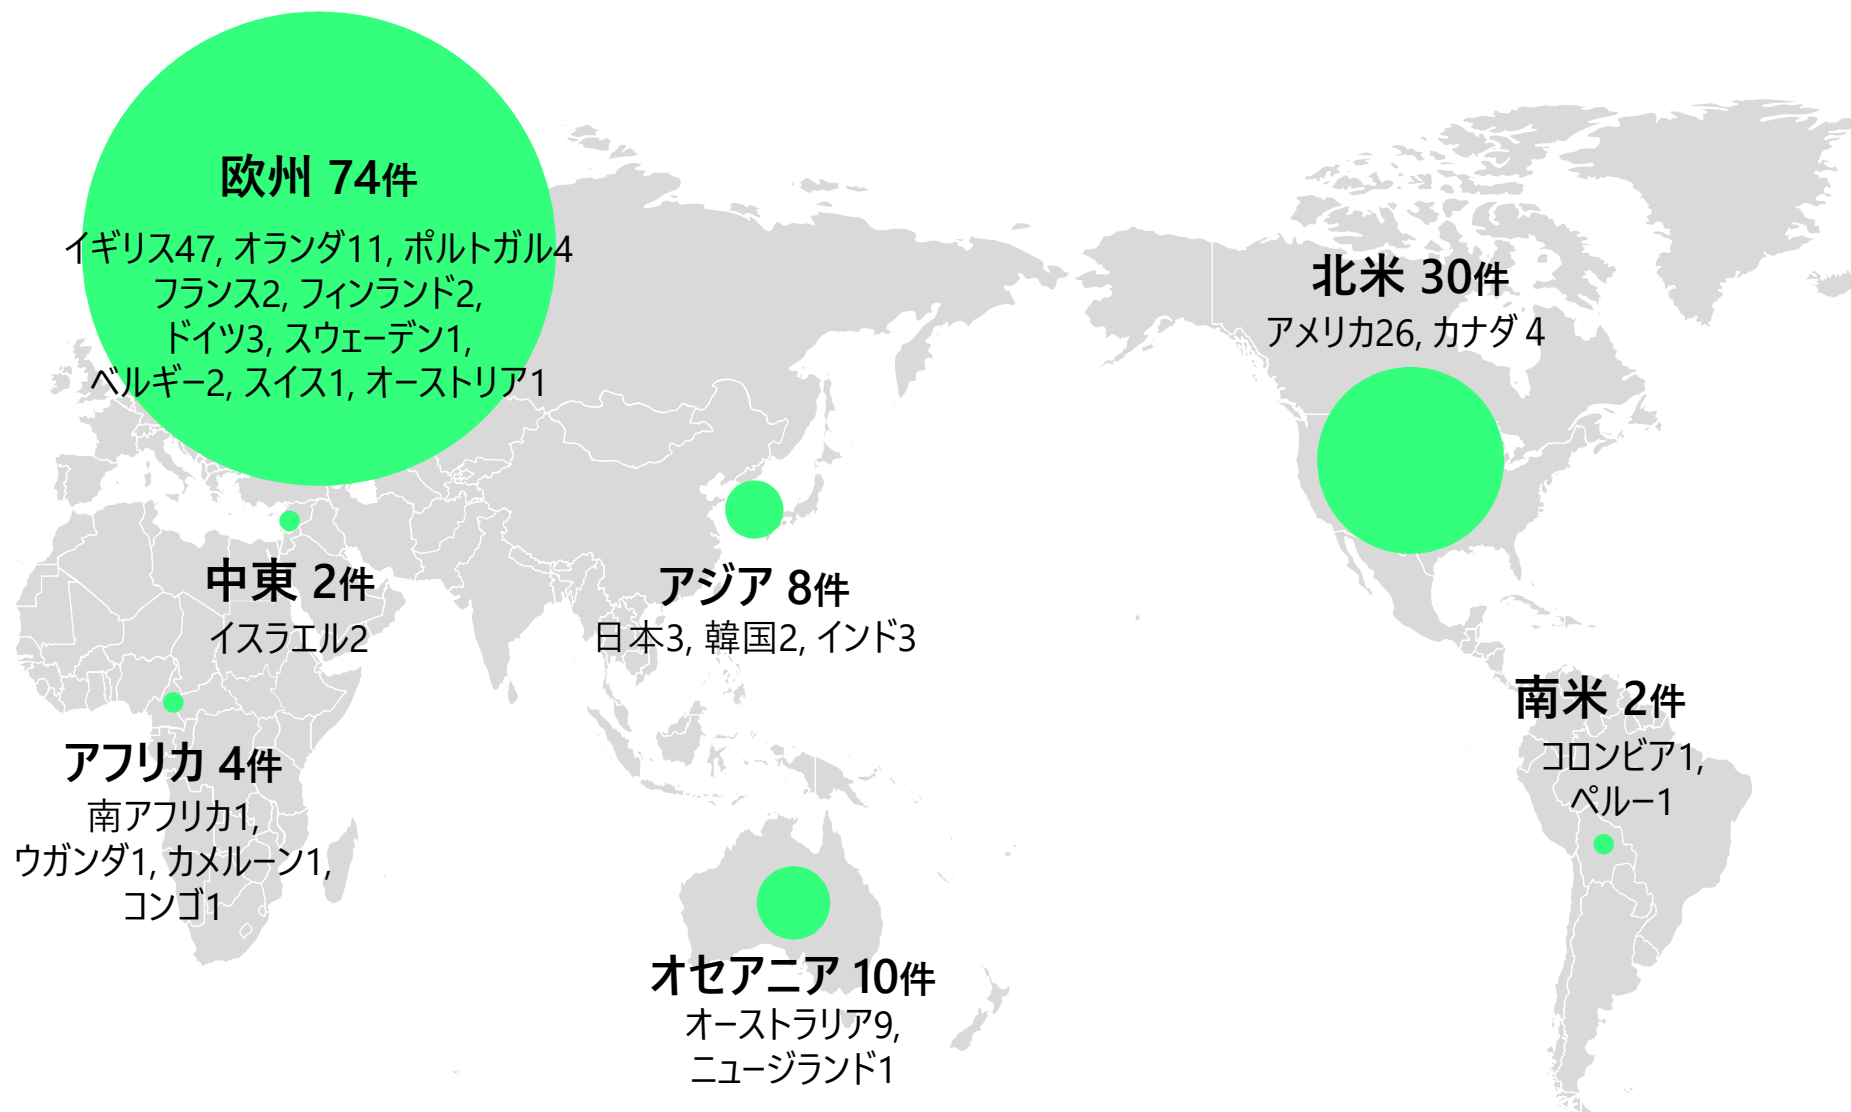 欧州 74件
イギリス47, オランダ11, ポルトガル4
フランス2, フィンランド2,
ドイツ3, スウェーデン1,
ベルギー2, スイス1, オーストリア1
北米 30件
アメリカ26, カナダ 4
中東 2件
イスラエル2
アジア 8件
日本3, 韓国2, インド3
南米 2件
コロンビア1,
ペルー1
アフリカ 4件
南アフリカ1,
ウガンダ1, カメルーン1,
コンゴ1
オセアニア 10件
オーストラリア9,
ニュージランド1